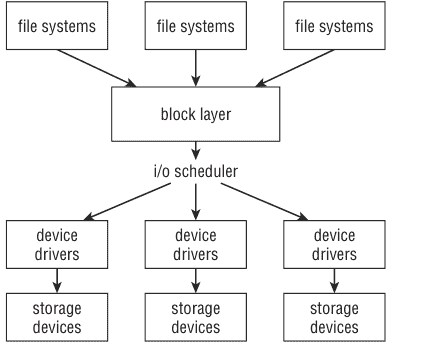 file systems
file systems
file systems
block layer
i/o scheduler
device
drivers
device
drivers
device
drivers
storage
devices
storage
devices
storage
devices